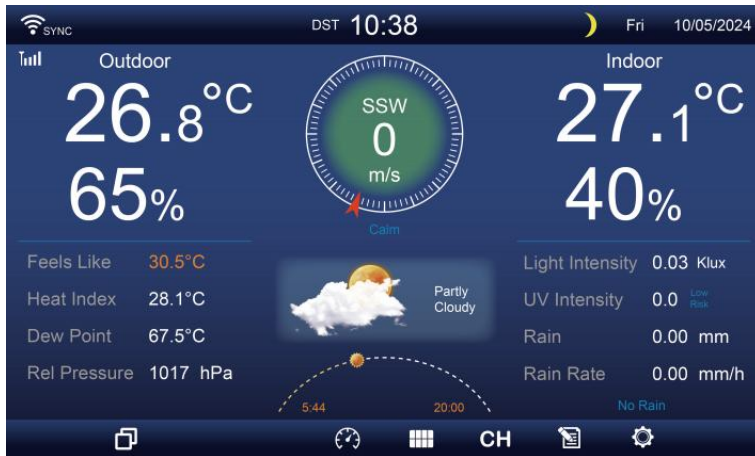 SYNC
DST 10:38
Fri 10/05/2024
Outdoor
26.8°C
65%
SSW
0
m/s
Calm
Indoor
27.1°C
40%
Feels Like 30.5°C
Heat Index 28.1°C
Dew Point 67.5°C
Rel Pressure 1017 hPa
Partly
Cloudy
5:44 20:00
Light Intensity 0.03 Klux
UV Intensity 0.0 Low
Risk
Rain 0.00 mm
Rain Rate 0.00 mm/h
No Rain
CH